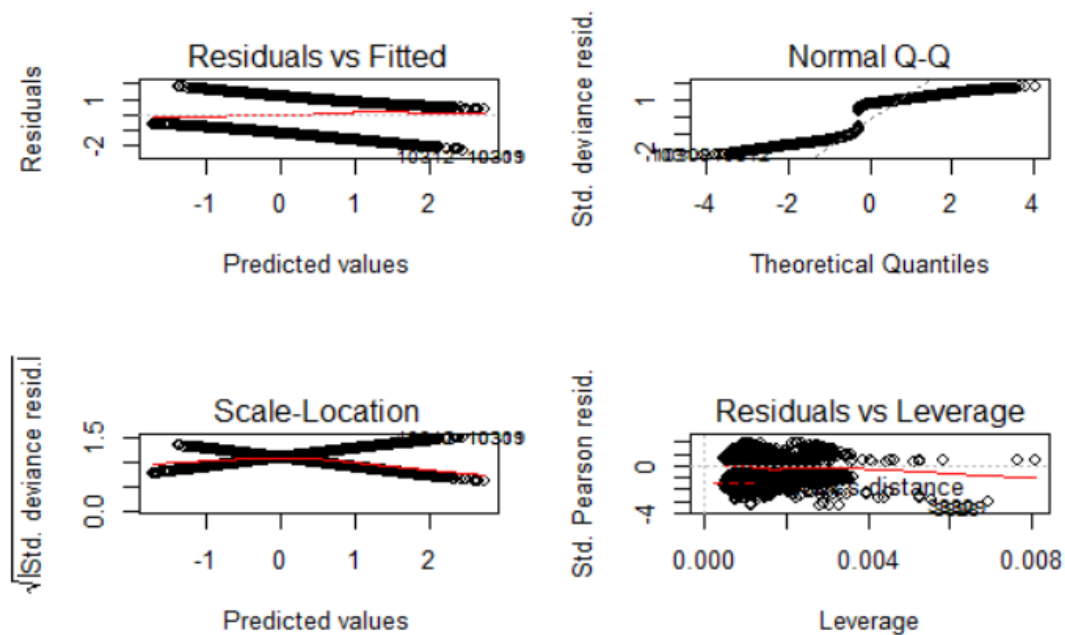 Residuals vs Fitted
Residuals
1
-2
-1 0 1 2
Predicted values
Normal Q-Q
Std. deviance resid.
1
-2
-4 -2 0 2 4
Theoretical Quantiles
Scale-Location
√|Std. deviance resid.|
1.5
0.0
-1 0 1 2
Predicted values
Residuals vs Leverage
Std. Pearson resid.
0
-4
distance
0.000 0.004 0.008
Leverage